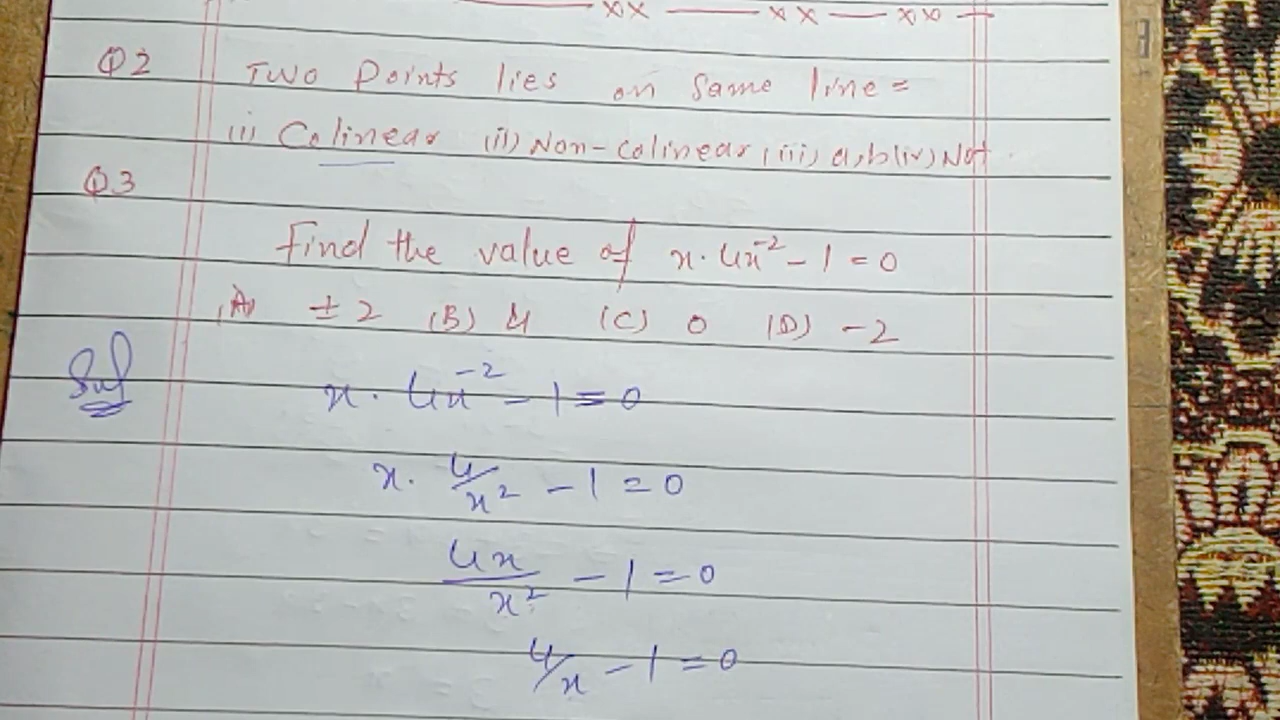 xx xx xx
Q2 Two Points lies on Same line =
(i) Colinear (ii) Non-colinear (iii) a,b (iv) Not
Q3
Find the value of x. 4x⁻² - 1 = 0
(A) ± 2 (B) 4 (C) 0 (D) -2
Sol x. 4x⁻² - 1 = 0
x. 4/x² - 1 = 0
4x/x² - 1 = 0
4/x - 1 = 0